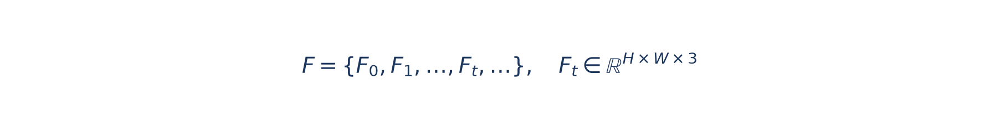 F = {F₀, F₁, ..., Fₜ, ...},    Fₜ ∈ ℝ^{H × W × 3}